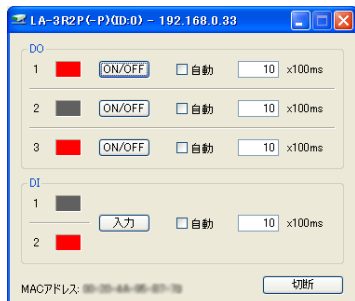 LA-3R2P(-P)(ID:0) - 192.168.0.33
DO
1 ON/OFF 自動 10 x100ms
2 ON/OFF 自動 10 x100ms
3 ON/OFF 自動 10 x100ms
DI
1
入力 自動 10 x100ms
2
MACアドレス: 切断